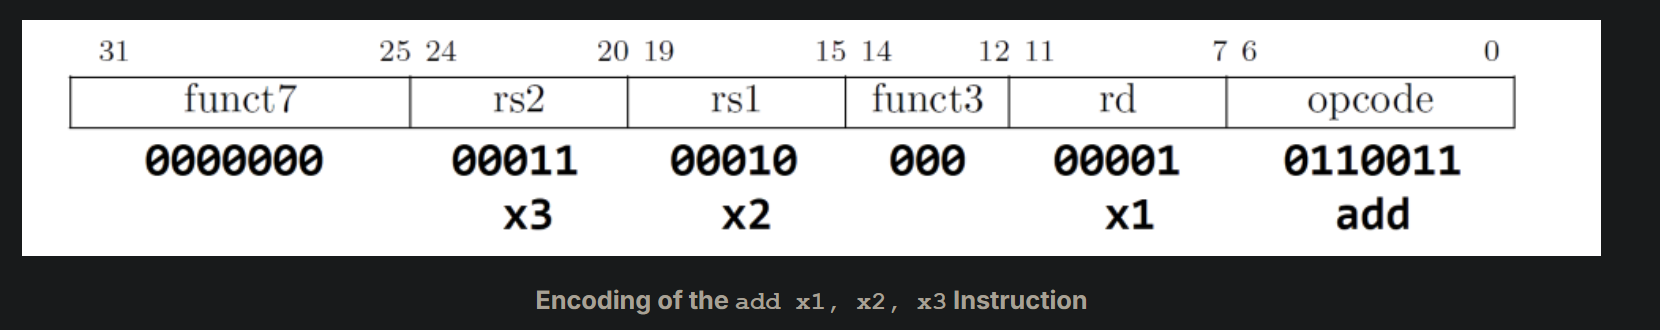 31 25 24 20 19 15 14 12 11 7 6 0
funct7 rs2 rs1 funct3 rd opcode
0000000 00011 00010 000 00001 0110011
x3 x2 x1 add
Encoding of the add x1, x2, x3 Instruction